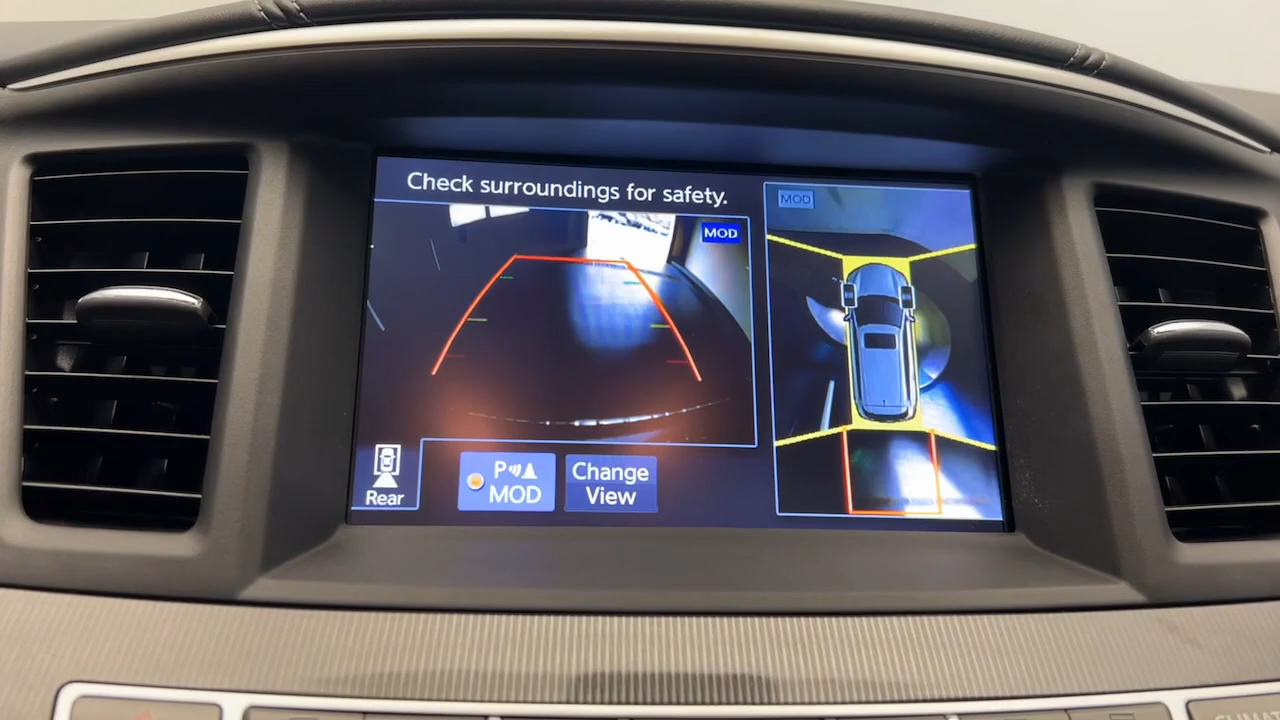 Check surroundings for safety.
MOD
MOD
Rear
P
MOD
Change
View